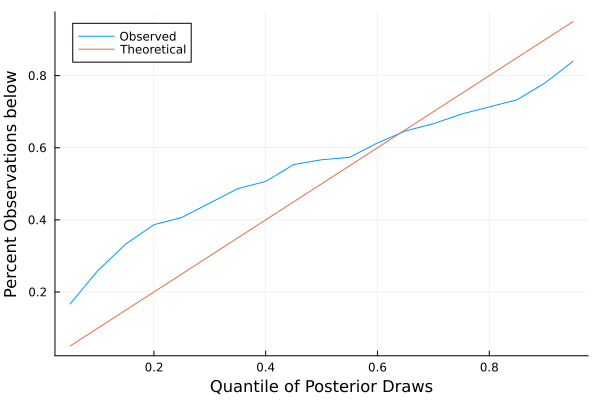 Observed
Theoretical
0.8
0.6
0.4
0.2
Percent Observations below
0.2 0.4 0.6 0.8
Quantile of Posterior Draws